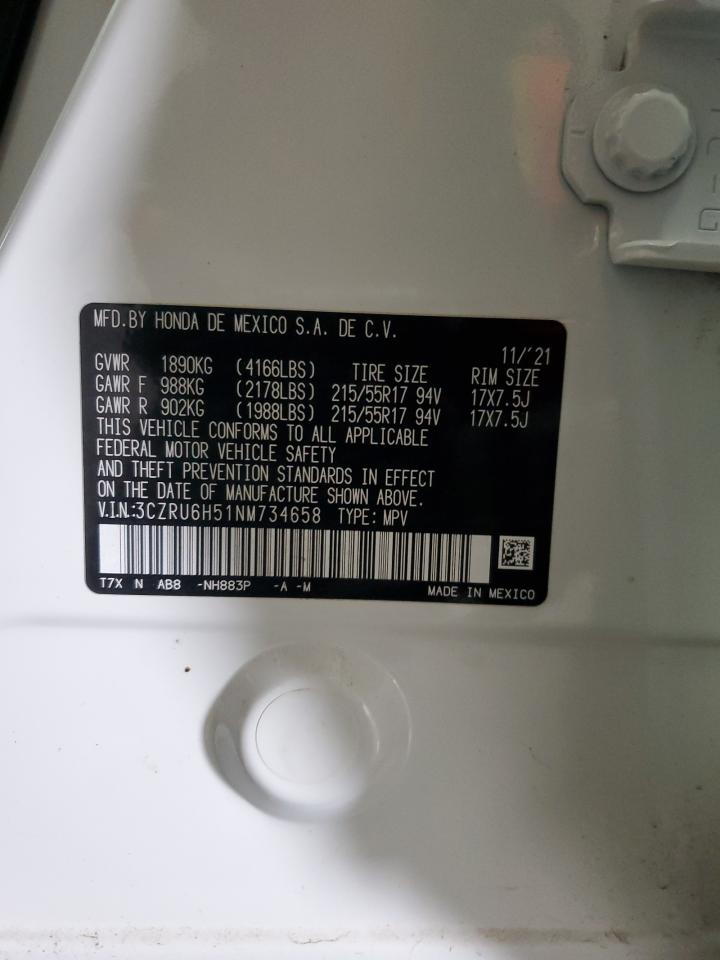 MFD.BY HONDA DE MEXICO S.A. DE C.V.
11/'21
GVWR 1890KG (4166LBS) TIRE SIZE RIM SIZE
GAWR F 988KG (2178LBS) 215/55R17 94V 17X7.5J
GAWR R 902KG (1988LBS) 215/55R17 94V 17X7.5J
THIS VEHICLE CONFORMS TO ALL APPLICABLE
FEDERAL MOTOR VEHICLE SAFETY
AND THEFT PREVENTION STANDARDS IN EFFECT
ON THE DATE OF MANUFACTURE SHOWN ABOVE.
V.I.N.:3CZRU6H51NM734658 TYPE: MPV
T7X N AB8 -NH883P -A -M MADE IN MEXICO